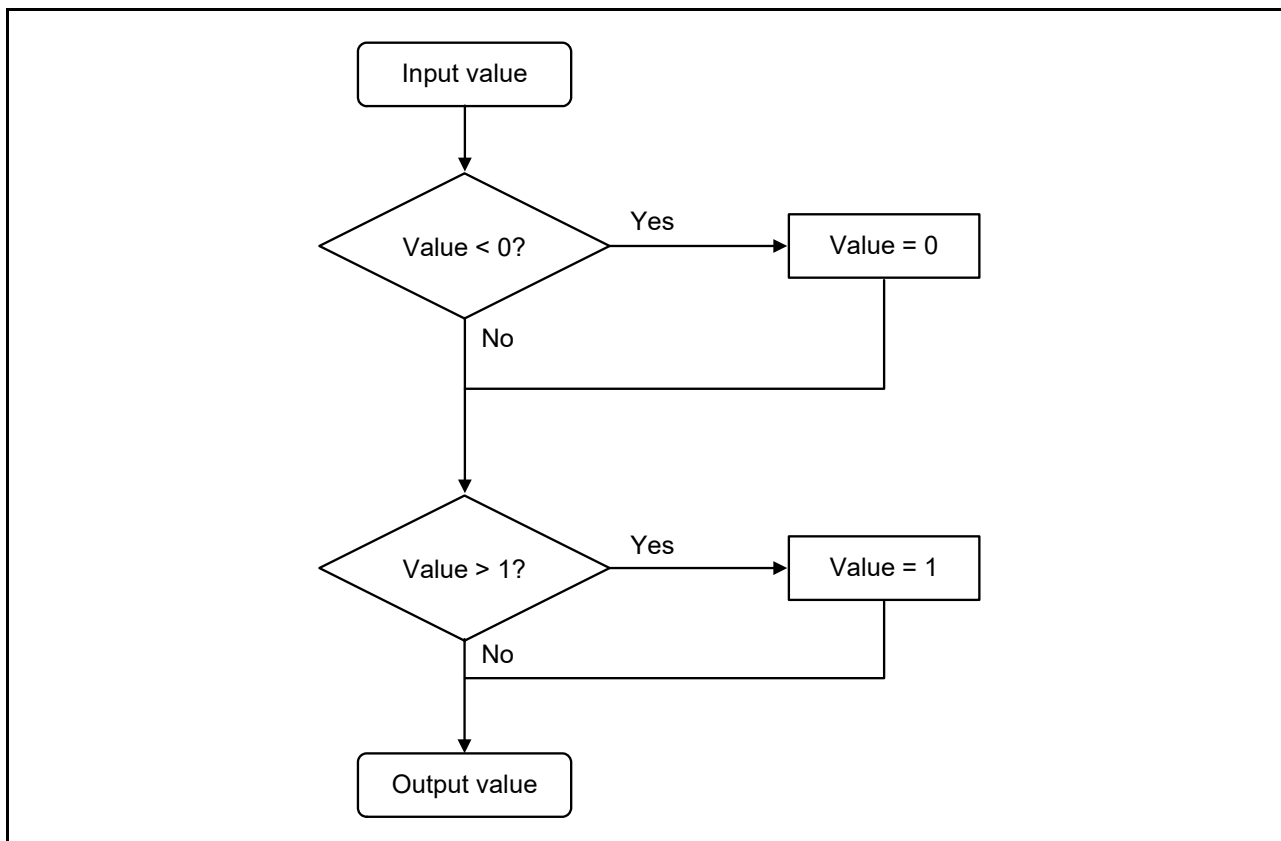 Input value
Value < 0?
Yes
Value = 0
No
Value > 1?
Yes
Value = 1
No
Output value